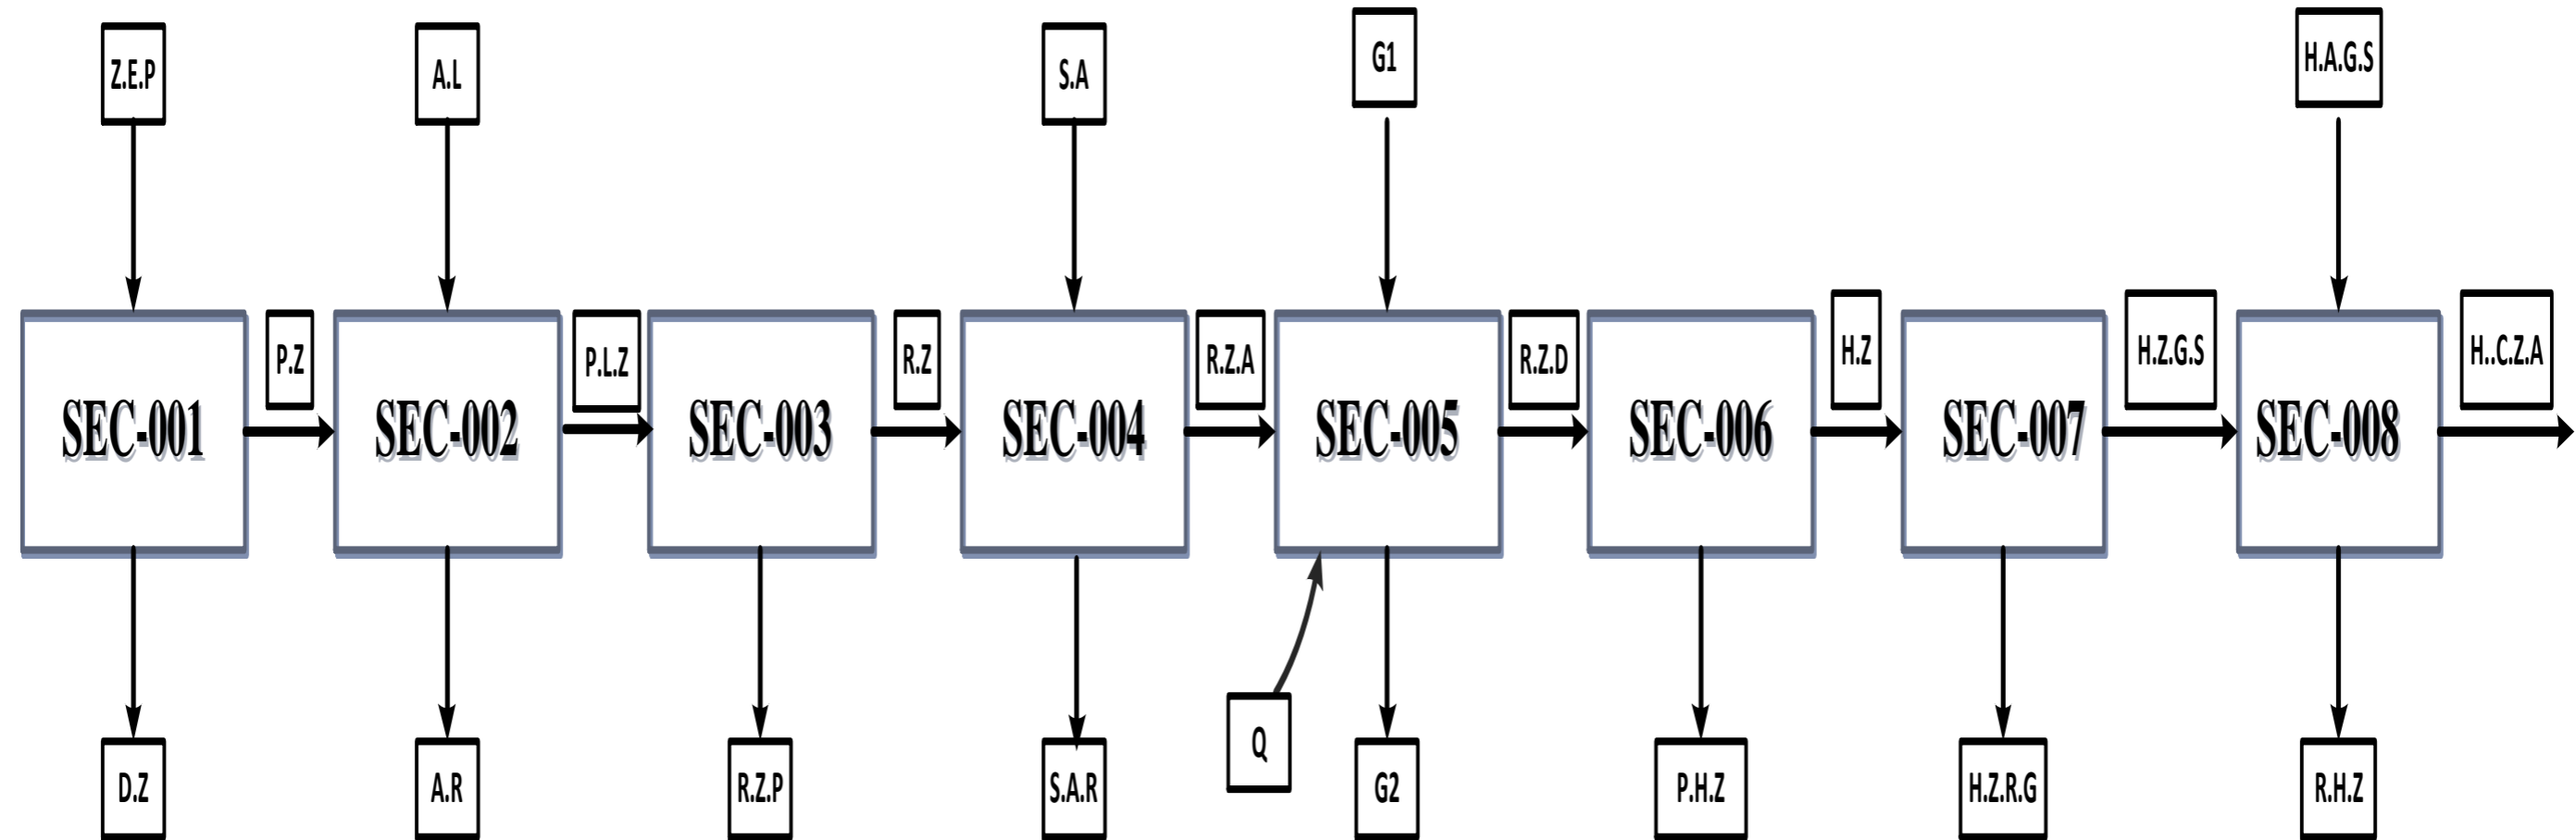 Z.E.P
A.L
S.A
G1
H.A.G.S
P.Z
P.L.Z
R.Z
R.Z.A
R.Z.D
H.Z
H.Z.G.S
H..C.Z.A
SEC-001
SEC-002
SEC-003
SEC-004
SEC-005
SEC-006
SEC-007
SEC-008
D.Z
A.R
R.Z.P
S.A.R
Q
G2
P.H.Z
H.Z.R.G
R.H.Z